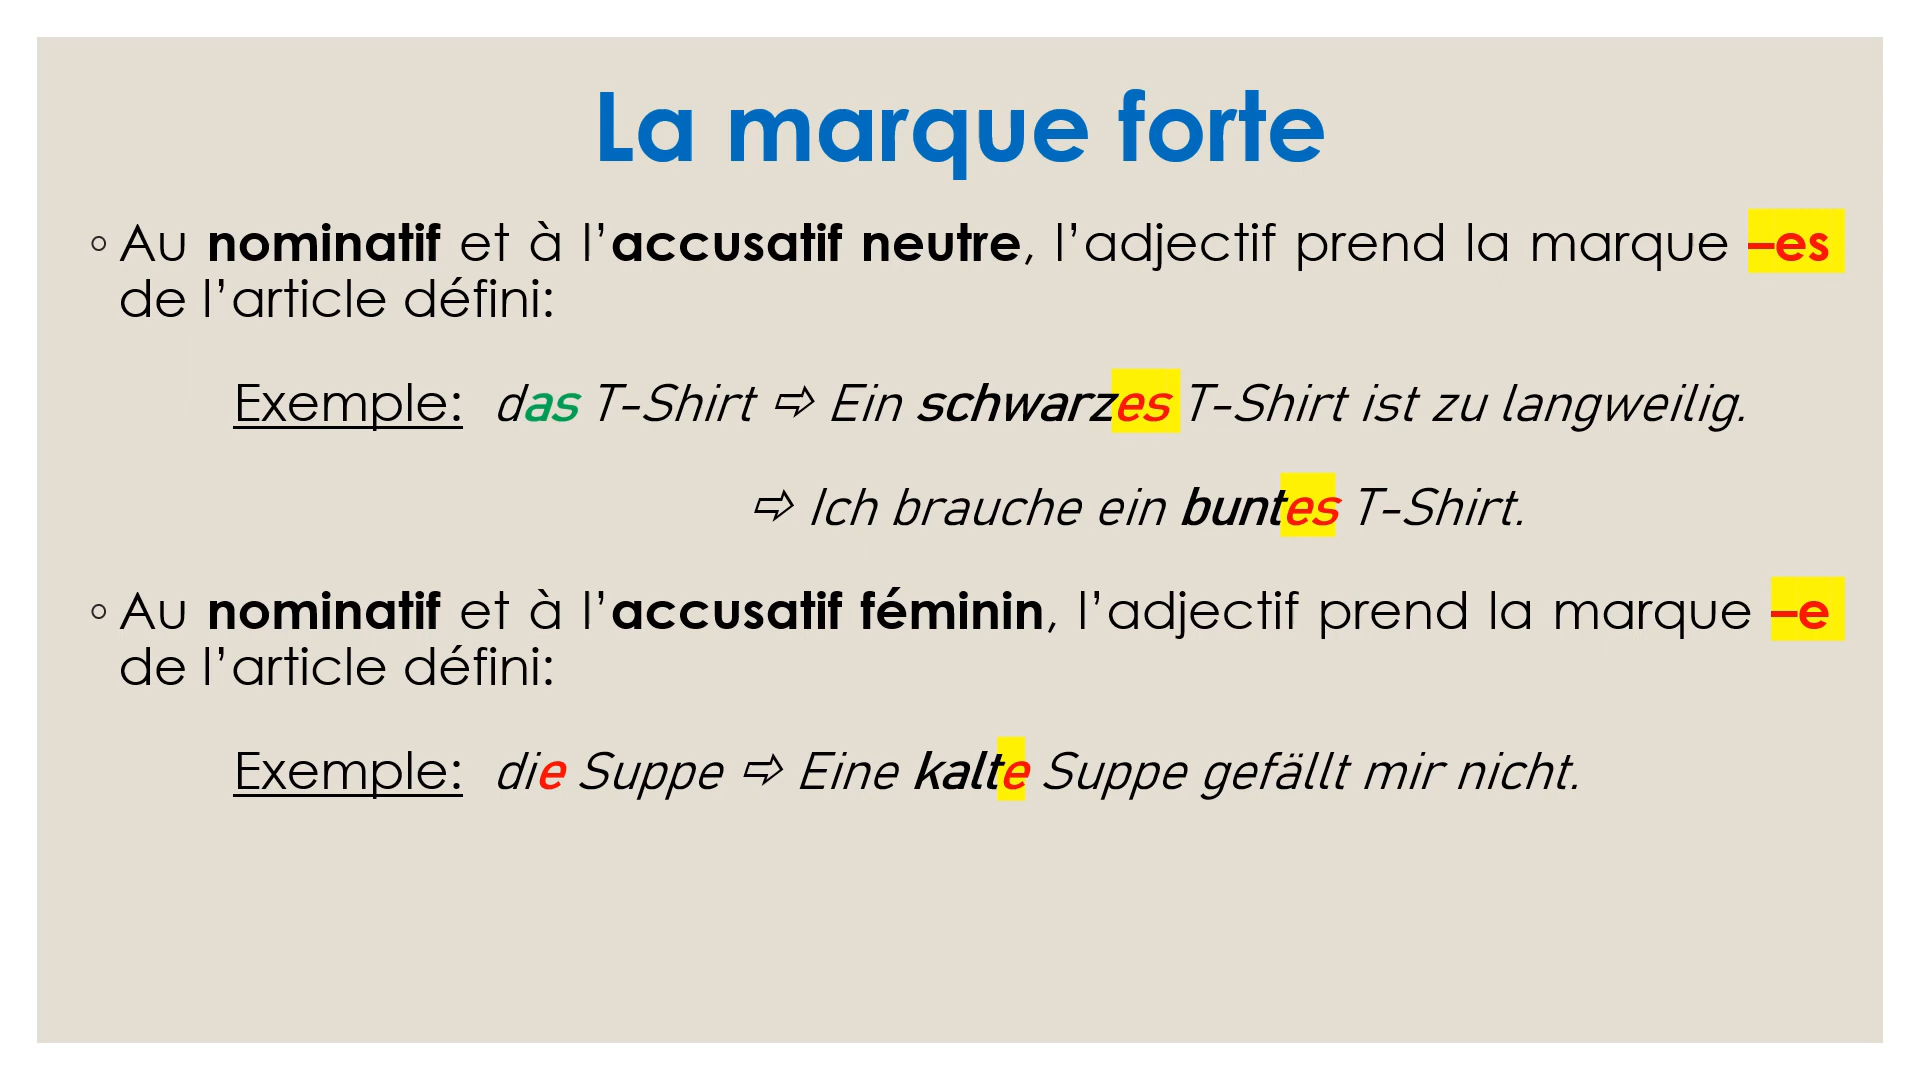 La marque forte
◦ Au nominatif et à l’accusatif neutre, l’adjectif prend la marque –es
de l’article défini:
Exemple: das T-Shirt ⇨ Ein schwarzes T-Shirt ist zu langweilig.
⇨ Ich brauche ein buntes T-Shirt.
◦ Au nominatif et à l’accusatif féminin, l’adjectif prend la marque –e
de l’article défini:
Exemple: die Suppe ⇨ Eine kalte Suppe gefällt mir nicht.